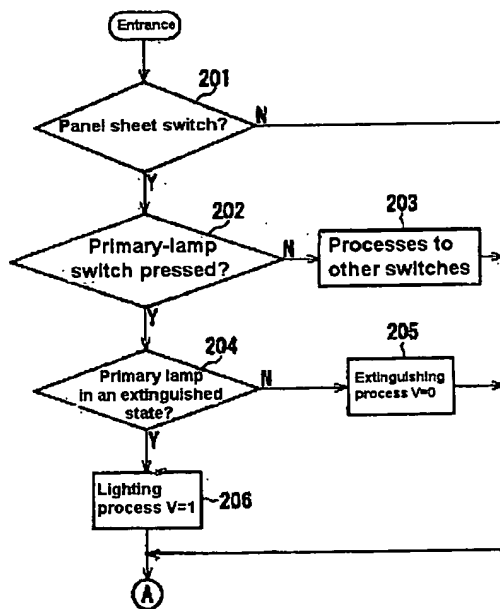 Entrance
201
Panel sheet switch?
N
Y
202
203
Primary-lamp
switch pressed?
N
Processes to
other switches
Y
204
205
Primary lamp
in an extinguished
state?
N
Extinguishing
process V=0
Y
Lighting
process V=1
206
A